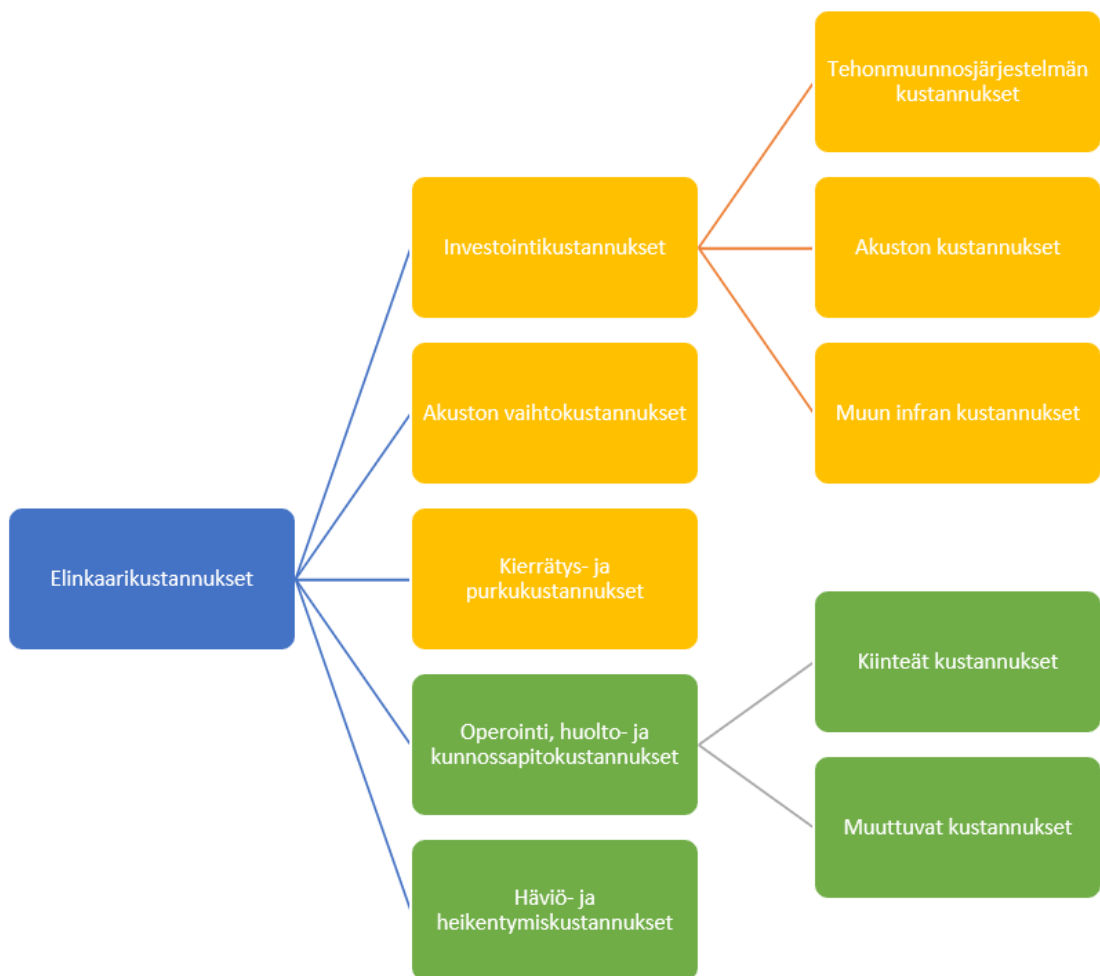 Elinkaarikustannukset
Investointikustannukset
Tehonmuunnosjärjestelmän
kustannukset
Akuston kustannukset
Muun infran kustannukset
Akuston vaihtokustannukset
Kierrätys- ja
purkukustannukset
Operointi, huolto- ja
kunnossapitokustannukset
Kiinteät kustannukset
Muuttuvat kustannukset
Häviö- ja
heikentymiskustannukset